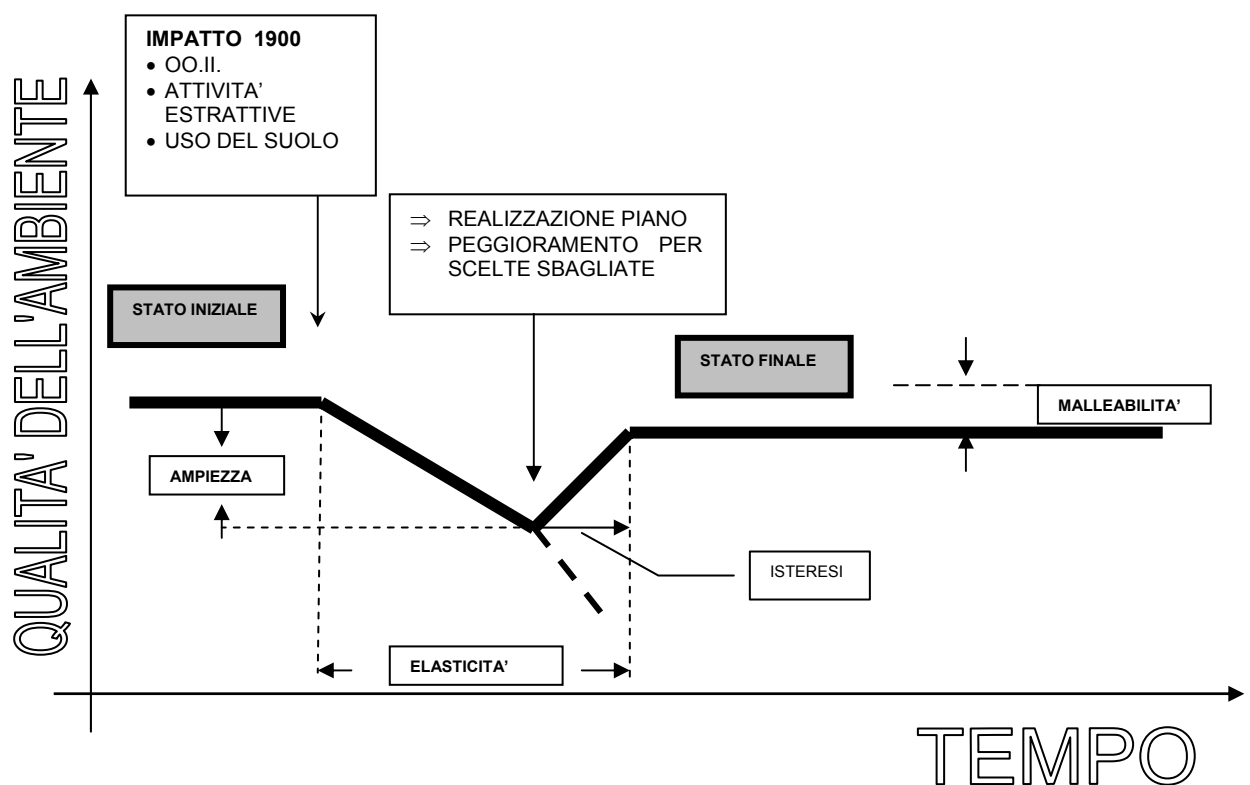 QUALITA' DELL'AMBIENTE
IMPATTO 1900
• OO.II.
• ATTIVITA'
ESTRATTIVE
• USO DEL SUOLO
⇒ REALIZZAZIONE PIANO
⇒ PEGGIORAMENTO PER
SCELTE SBAGLIATE
STATO INIZIALE
STATO FINALE
MALLEABILITA'
AMPIEZZA
ISTERESI
ELASTICITA'
TEMPO